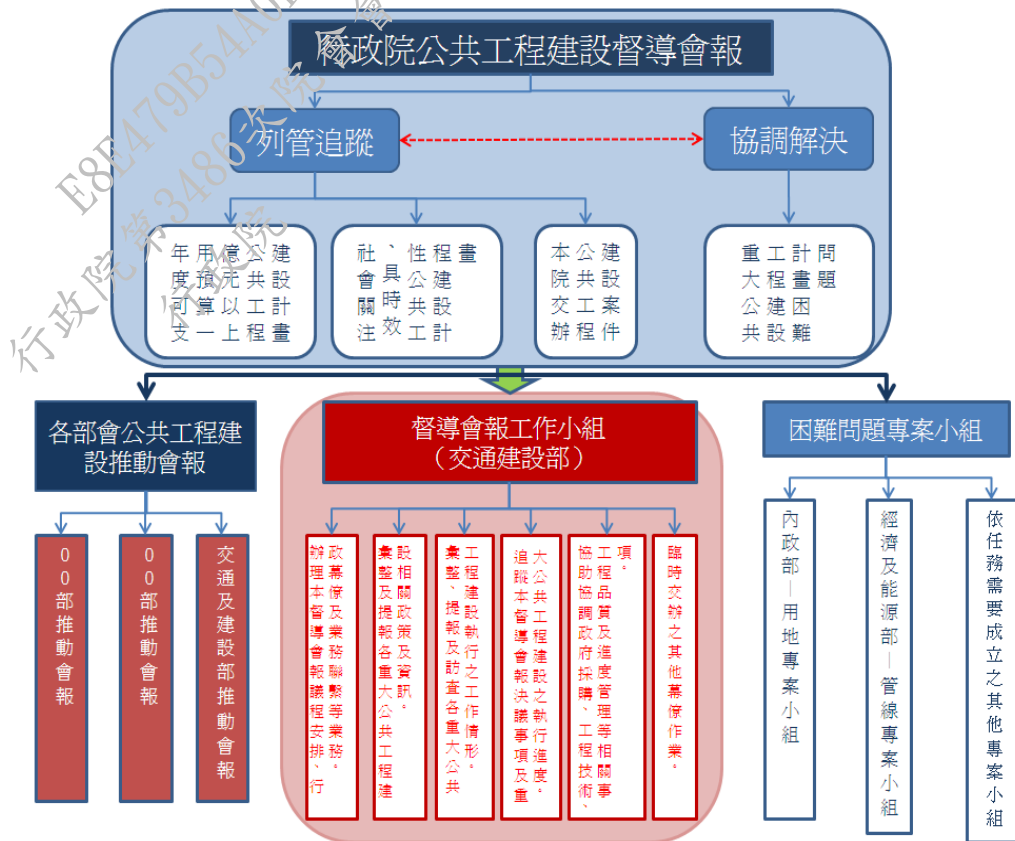 行政院公共工程建設督導會報
列管追蹤
協調解決
年度可支
用預算一
億元以上
公共工程
建設計畫
社會關注
、具時效
性公共工
程建設計
畫
本院交辦
公共工程
建設案件
重大公共
工程建設
計畫困難
問題
各部會公共工程建
設推動會報
督導會報工作小組
（交通建設部）
困難問題專案小組
００部推動會報
００部推動會報
交通及建設部推動會報
辦理本督導會報議程安排、行
政幕僚及業務聯繫等業務。
彙整及提報各重大公共工程建
設相關政策及資訊。
彙整、提報及訪查各重大公共
工程建設執行之工作情形。
追蹤本督導會報決議事項及重
大公共工程建設之執行進度。
協助協調政府採購、工程技術、
工程品質及進度管理等相關事
項。
臨時交辦之其他幕僚作業。
內政部－用地專案小組
經濟及能源部－管線專案小組
依任務需要成立之其他專案小組
E8E479B54A0
行政院第3486次院會
行政院